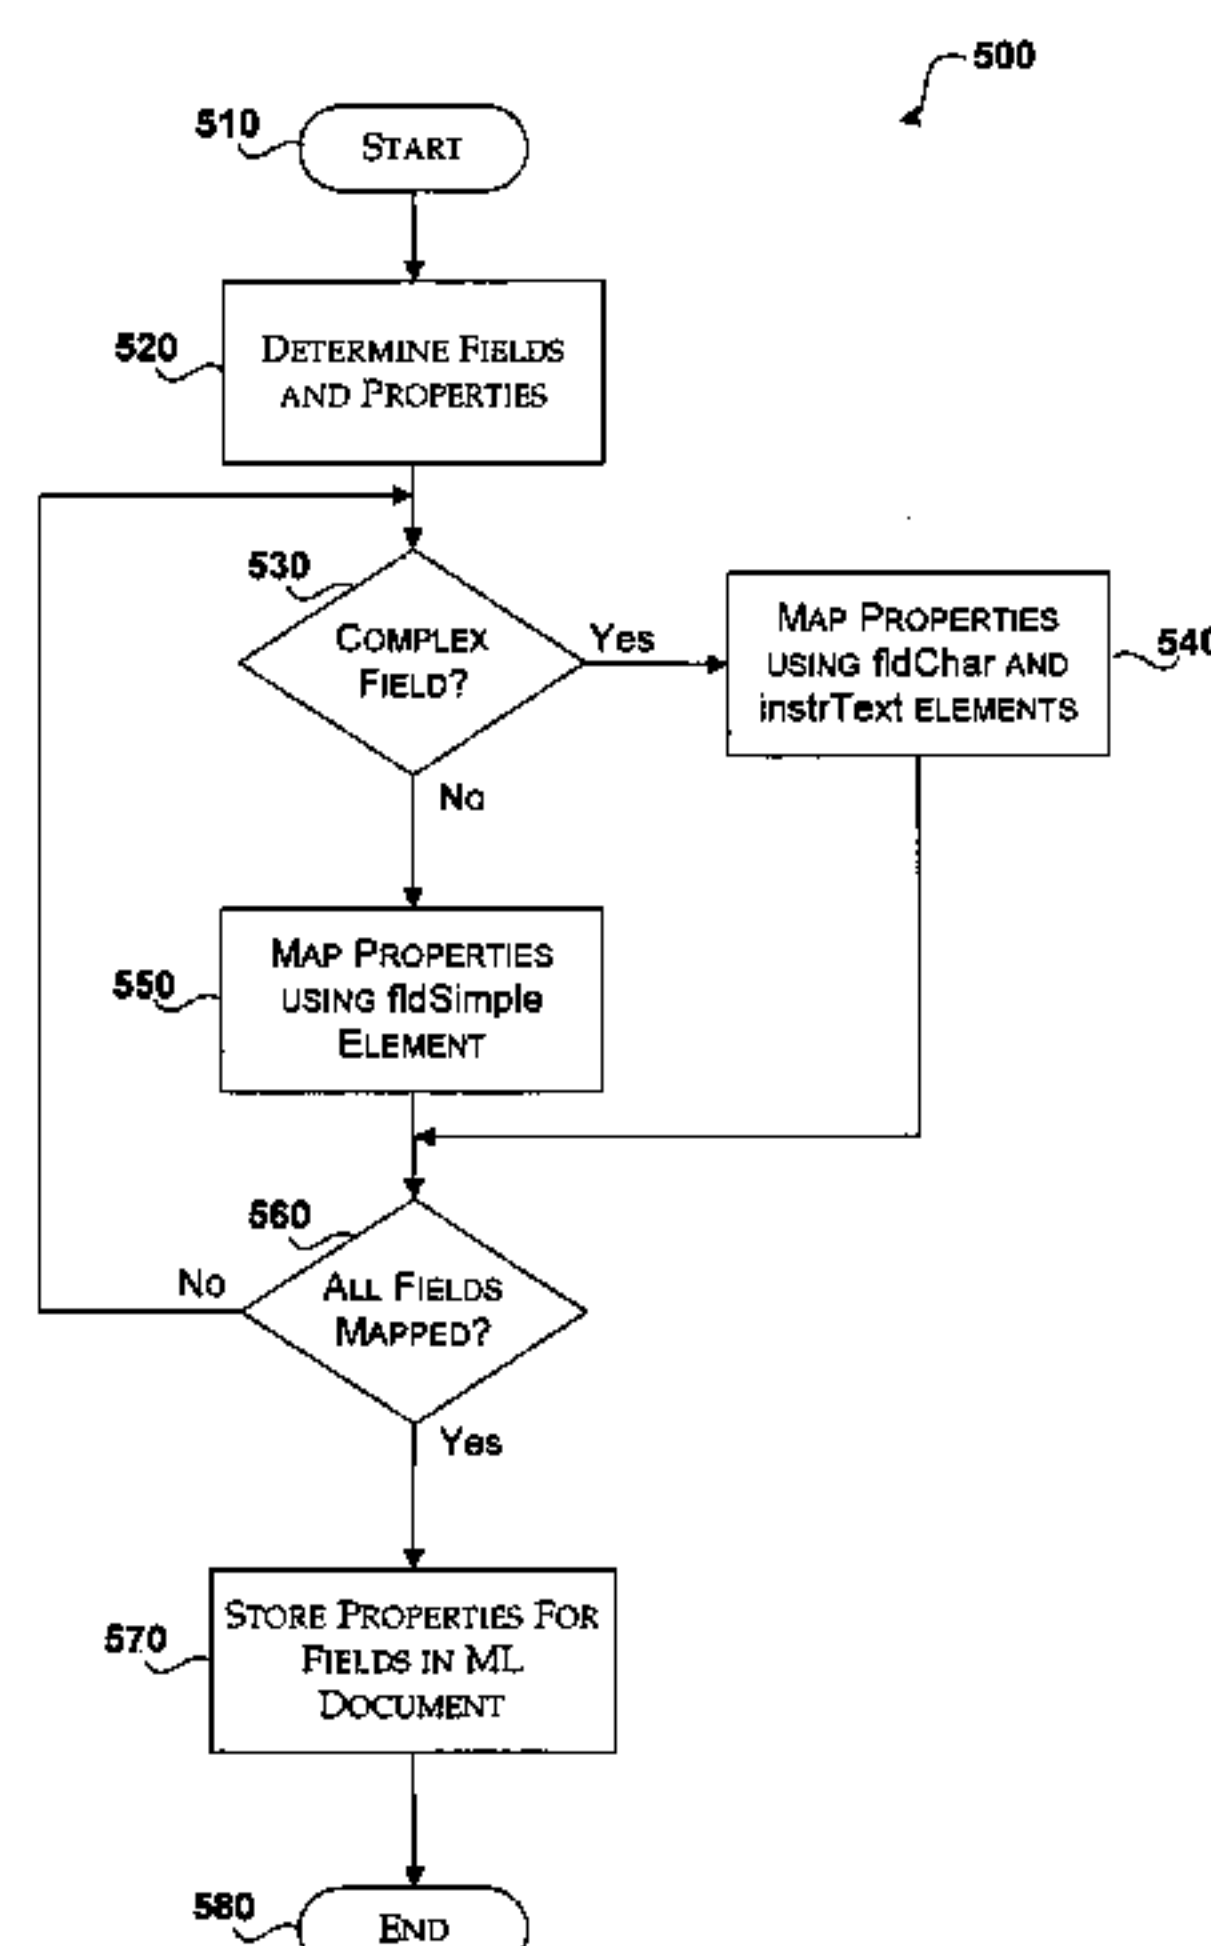 500
510
START
520
DETERMINE FIELDS
AND PROPERTIES
530
COMPLEX
FIELD?
Yes
MAP PROPERTIES
USING fldChar AND
instrText ELEMENTS
540
No
550
MAP PROPERTIES
USING fldSimple
ELEMENT
560
No
ALL FIELDS
MAPPED?
Yes
570
STORE PROPERTIES FOR
FIELDS IN ML
DOCUMENT
580
END